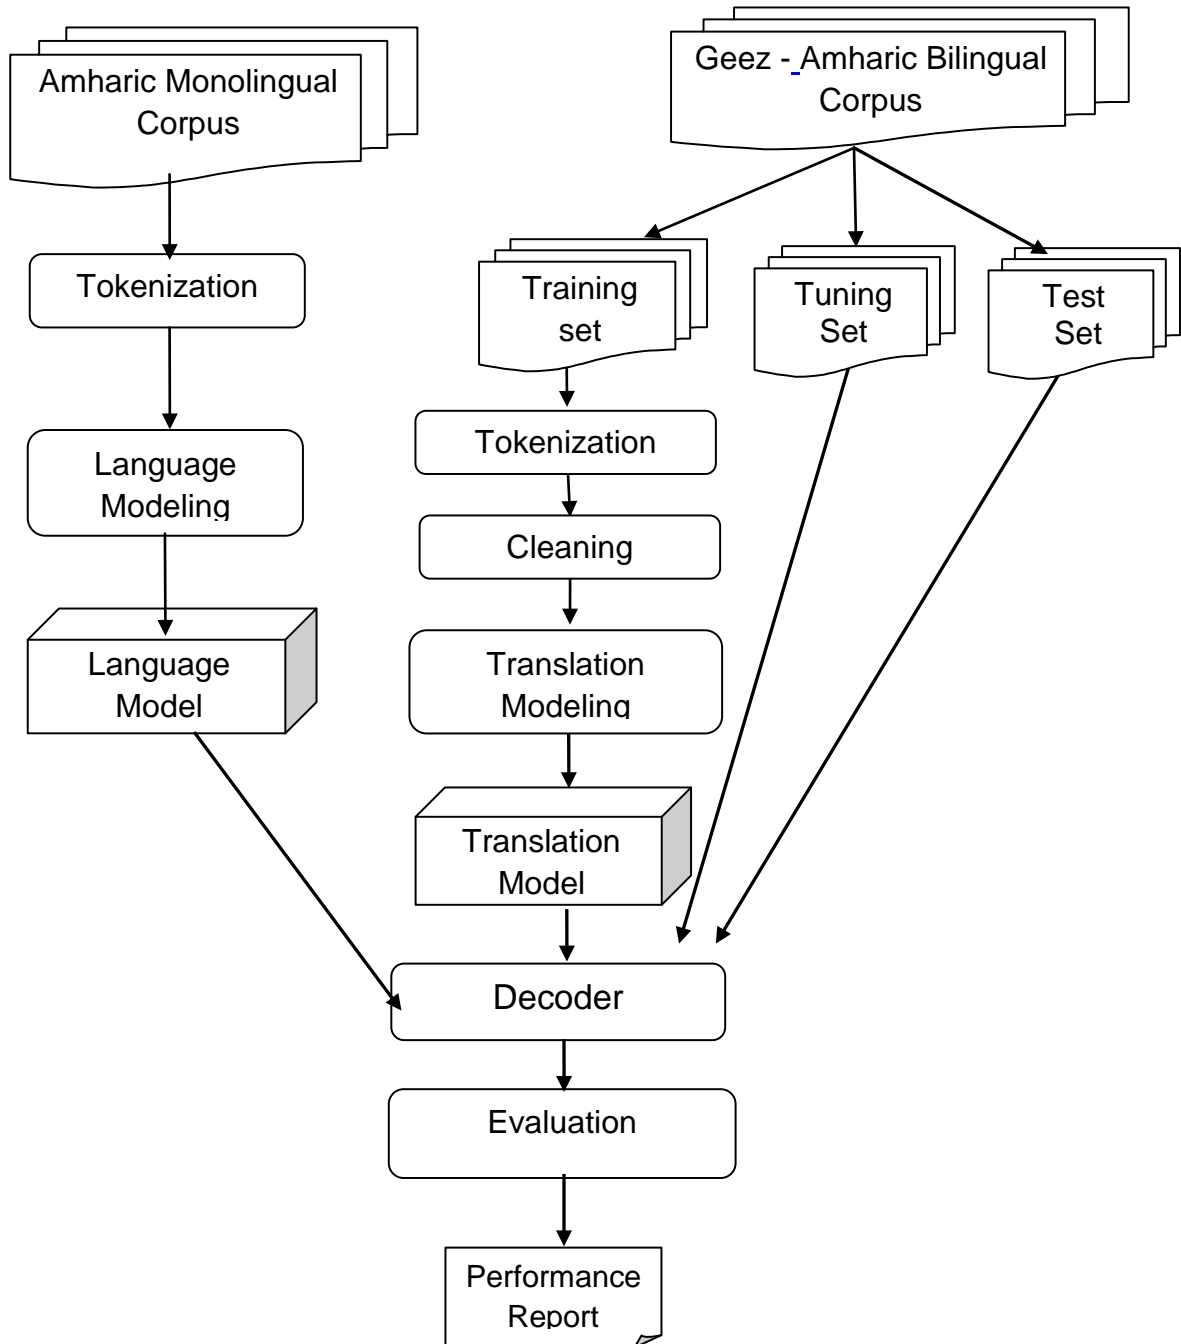 Amharic Monolingual
Corpus
Geez - Amharic Bilingual
Corpus
Tokenization
Language
Modeling
Language
Model
Training
set
Tuning
Set
Test
Set
Tokenization
Cleaning
Translation
Modeling
Translation
Model
Decoder
Evaluation
Performance
Report